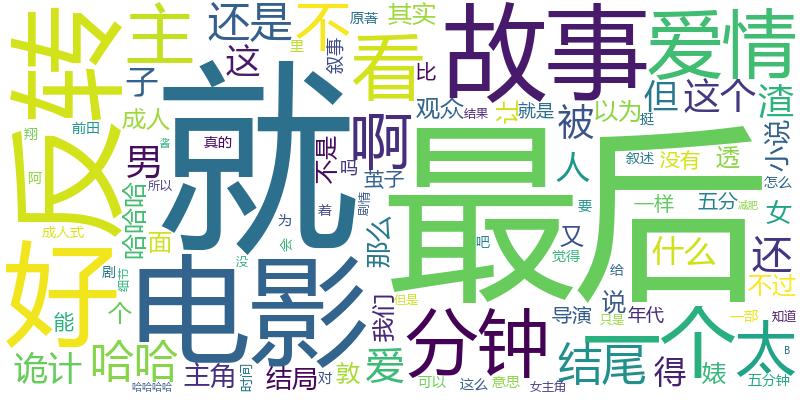 反转
主
还是
不
看
故事
爱情
原著
其实
叙事
里
这
子
比
成人
前田
翔
阿
酱
真的
男
就
啊
不是
吗
观众
结果
让
就是
被
以为
但
这个
渣
挺
小说
人
叙述
没有
透
怎么
茧子
哈哈哈
所以
为
着
剧情
最后
一样
五分
要
减肥
女
成人式
面
会
那么
吧
又
觉得
什么
还
好
剧
细节
没
电影
给
不过
能
个
我们
但是
分钟
导演
说
年代
只是
一部
知道
一个
太
诡计
哈哈
哈哈哈哈
主角
时间
结局
对
敦
爱
可以
这么
意思
女主角
结尾
得
婊
B
五分钟